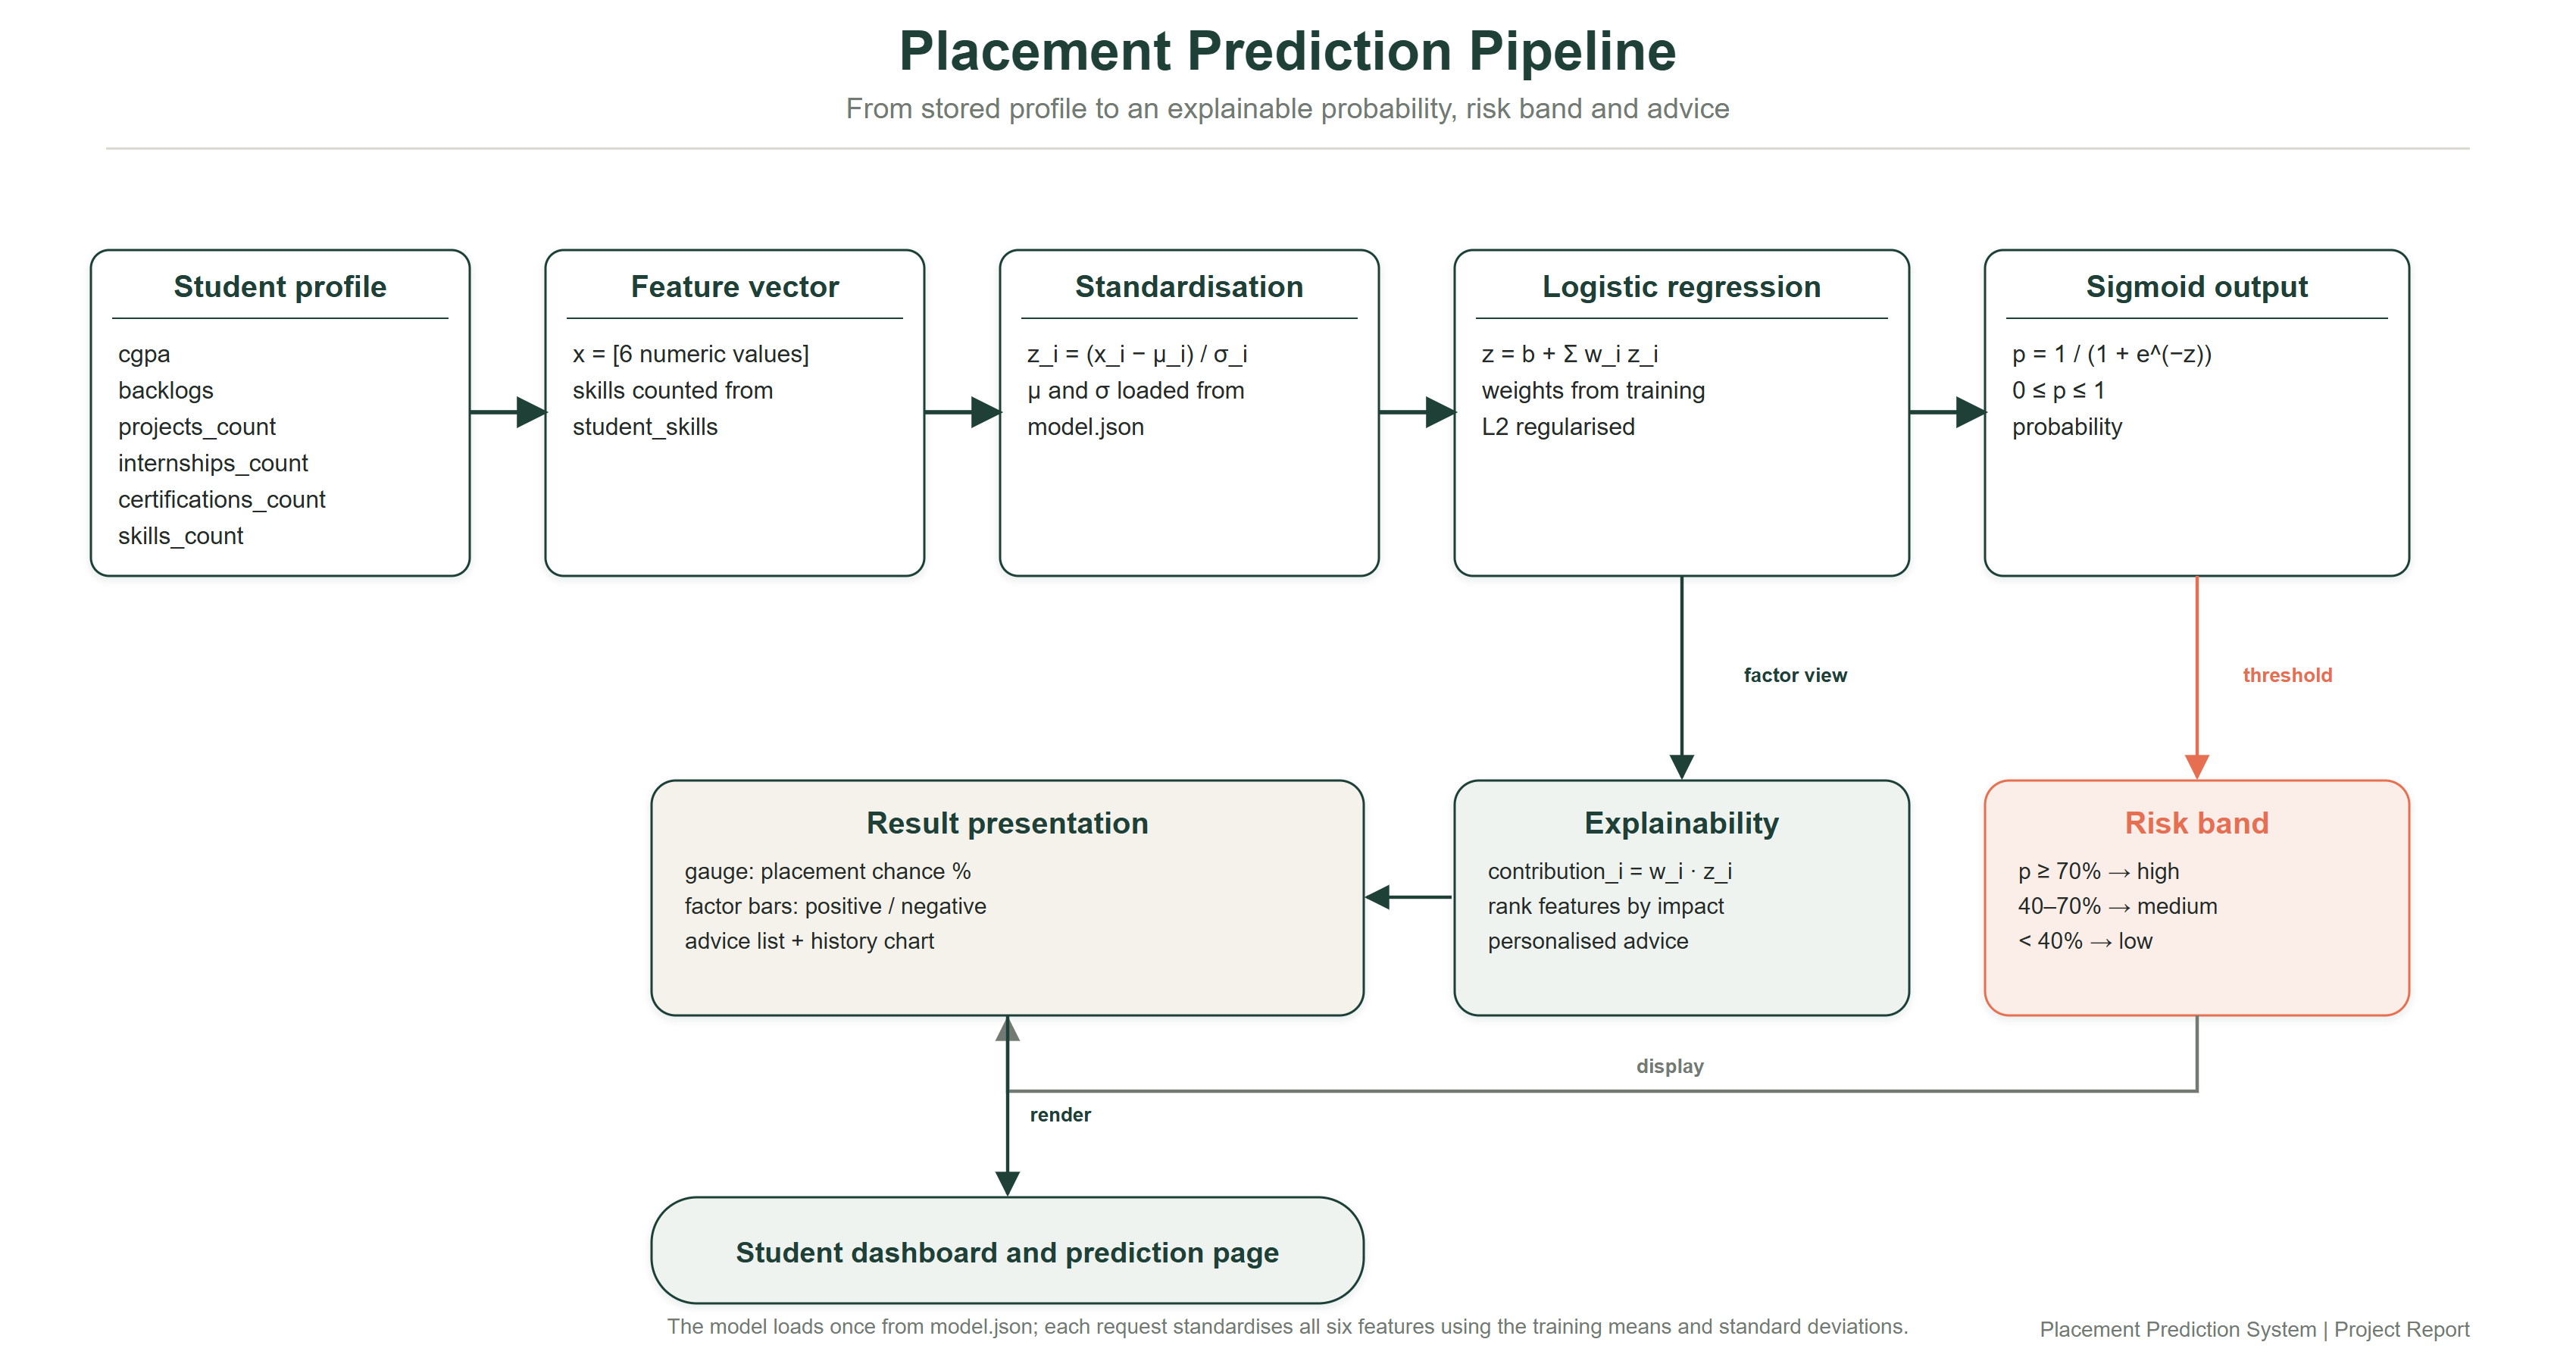 Placement Prediction Pipeline
From stored profile to an explainable probability, risk band and advice
Student profile
cgpa
backlogs
projects_count
internships_count
certifications_count
skills_count
Feature vector
x = [6 numeric values]
skills counted from
student_skills
Standardisation
z_i = (x_i − μ_i) / σ_i
μ and σ loaded from
model.json
Logistic regression
z = b + Σ w_i z_i
weights from training
L2 regularised
Sigmoid output
p = 1 / (1 + e^(−z))
0 ≤ p ≤ 1
probability
factor view
threshold
Result presentation
gauge: placement chance %
factor bars: positive / negative
advice list + history chart
Explainability
contribution_i = w_i · z_i
rank features by impact
personalised advice
Risk band
p ≥ 70% → high
40–70% → medium
< 40% → low
display
render
Student dashboard and prediction page
The model loads once from model.json; each request standardises all six features using the training means and standard deviations.
Placement Prediction System | Project Report